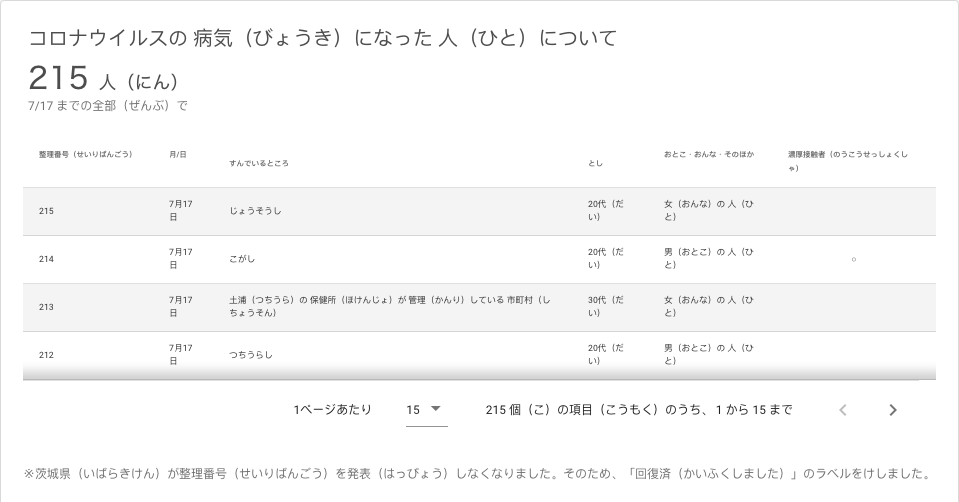 コロナウイルスの 病気（びょうき）になった 人（ひと）について
215 人（にん）
7/17 までの全部（ぜんぶ）で
整理番号（せいりばんごう） 月/日 すんでいるところ とし おとこ・おんな・そのほか 濃厚接触者（のうこうせっしょくし
ゃ）
215 7月17 じょうそうし 20代（だ 女（おんな）の 人（ひ
日 い） と）
214 7月17 こがし 20代（だ 男（おとこ）の 人（ひ ○
日 い） と）
213 7月17 土浦（つちうら）の 保健所（ほけんじょ）が 管理（かんり）している 市町村（し 30代（だ 女（おんな）の 人（ひ
日 ちょうそん） い） と）
212 7月17 つちうらし 20代（だ 男（おとこ）の 人（ひ
日 い） と）
1ページあたり 15 215 個（こ）の項目（こうもく）のうち、1 から 15 まで
※茨城県（いばらきけん）が整理番号（せいりばんごう）を発表（はっぴょう）しなくなりました。そのため、「回復済（かいふくしました）」のラベルをけしました。